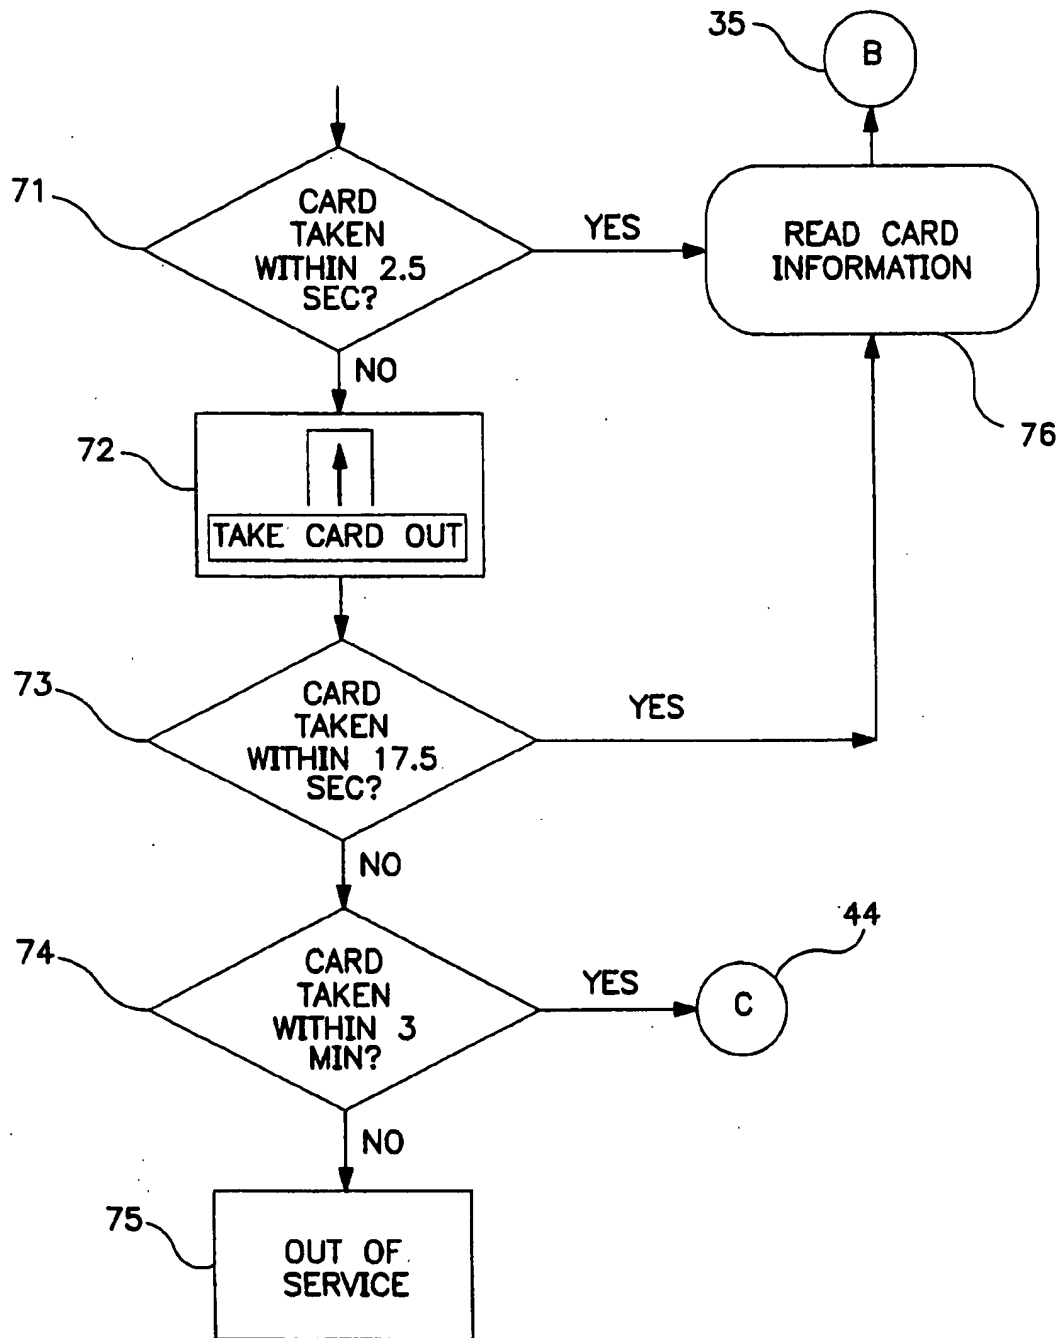 35
B
71
CARD
TAKEN
WITHIN 2.5
SEC?
YES
READ CARD
INFORMATION
NO
76
72
TAKE CARD OUT
73
CARD
TAKEN
WITHIN 17.5
SEC?
YES
NO
74
CARD
TAKEN
WITHIN 3
MIN?
YES
44
C
NO
75
OUT OF
SERVICE